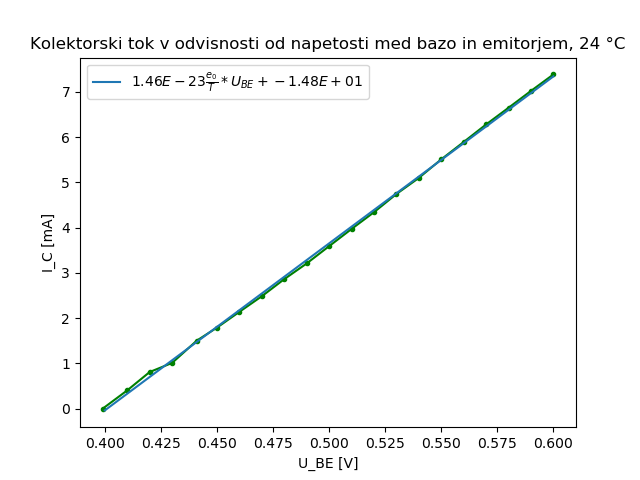 Kolektorski tok v odvisnosti od napetosti med bazo in emitorjem, 24 °C
1.46E − 23 e₀/T * U_BE + −1.48E + 01
I_C [mA]
7
6
5
4
3
2
1
0
0.400 0.425 0.450 0.475 0.500 0.525 0.550 0.575 0.600
U_BE [V]